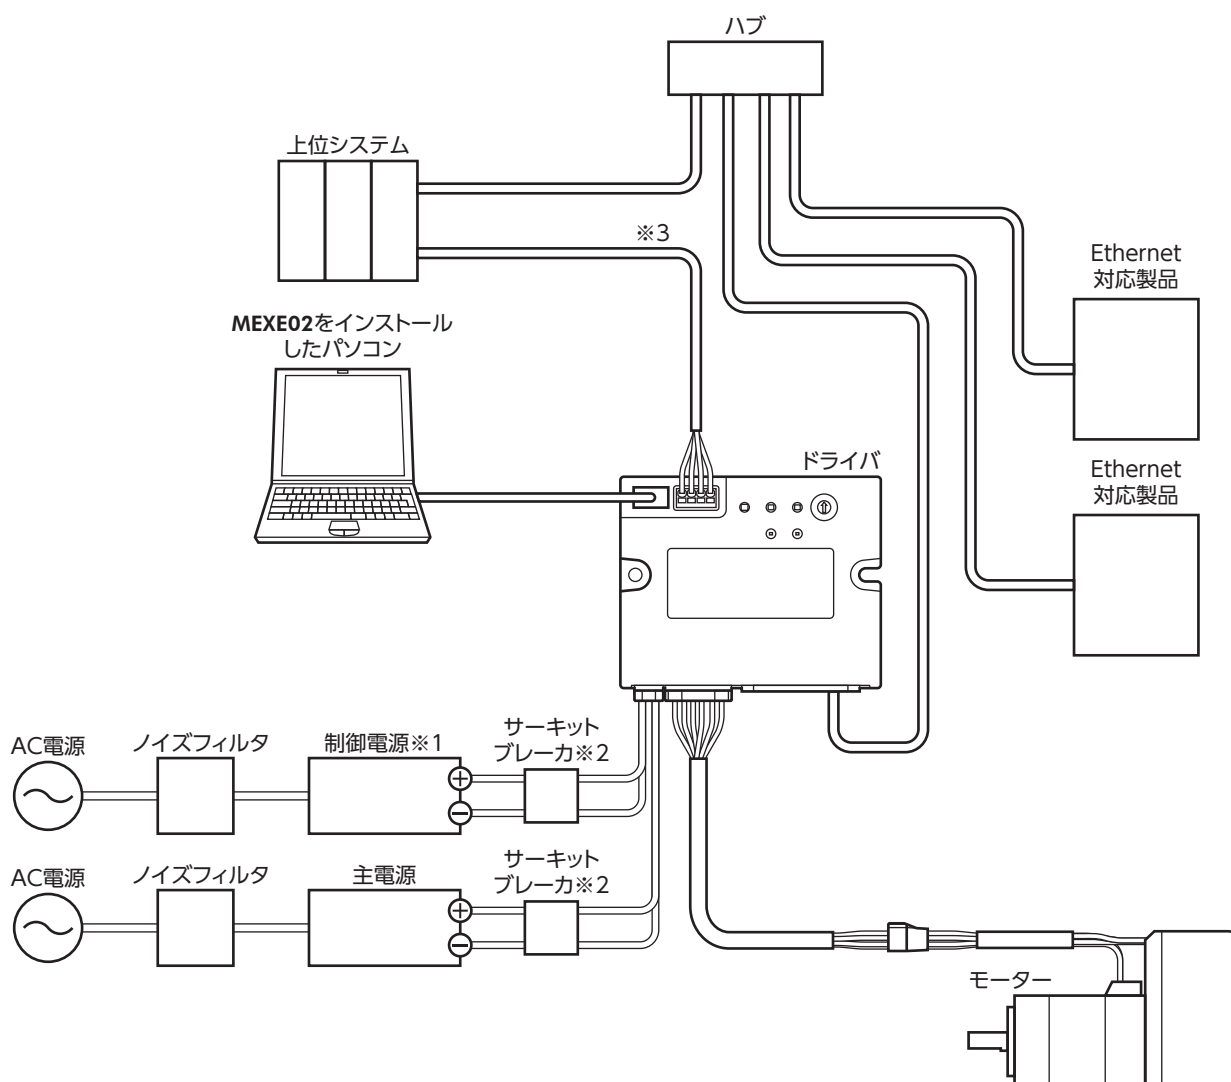 ハブ
上位システム
※3
Ethernet
対応製品
MEXE02をインストール
したパソコン
ドライバ
Ethernet
対応製品
AC電源
ノイズフィルタ
制御電源※1
サーキット
ブレーカ※2
AC電源
ノイズフィルタ
主電源
サーキット
ブレーカ※2
モーター